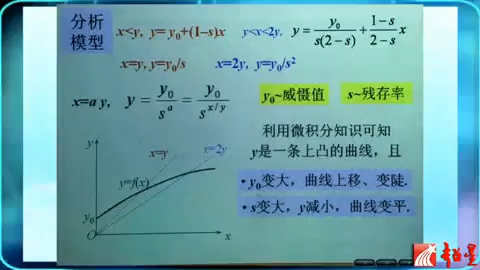 分析
模型
x<y, y= y₀+(1–s)x
y<x<2y, y = y₀/s(2−s) + 1−s/2−s x
x=y, y=y₀/s
x=2y, y=y₀/s²
x=a y, y = y₀/sᵃ = y₀/s^{x/y}
y₀~威慑值
s~残存率
利用微积分知识可知
y是一条上凸的曲线，且
•y₀变大，曲线上移、变陡.
•s变大，y减小，曲线变平.
y
x=y
x=2y
y=f(x)
y₀
O
x